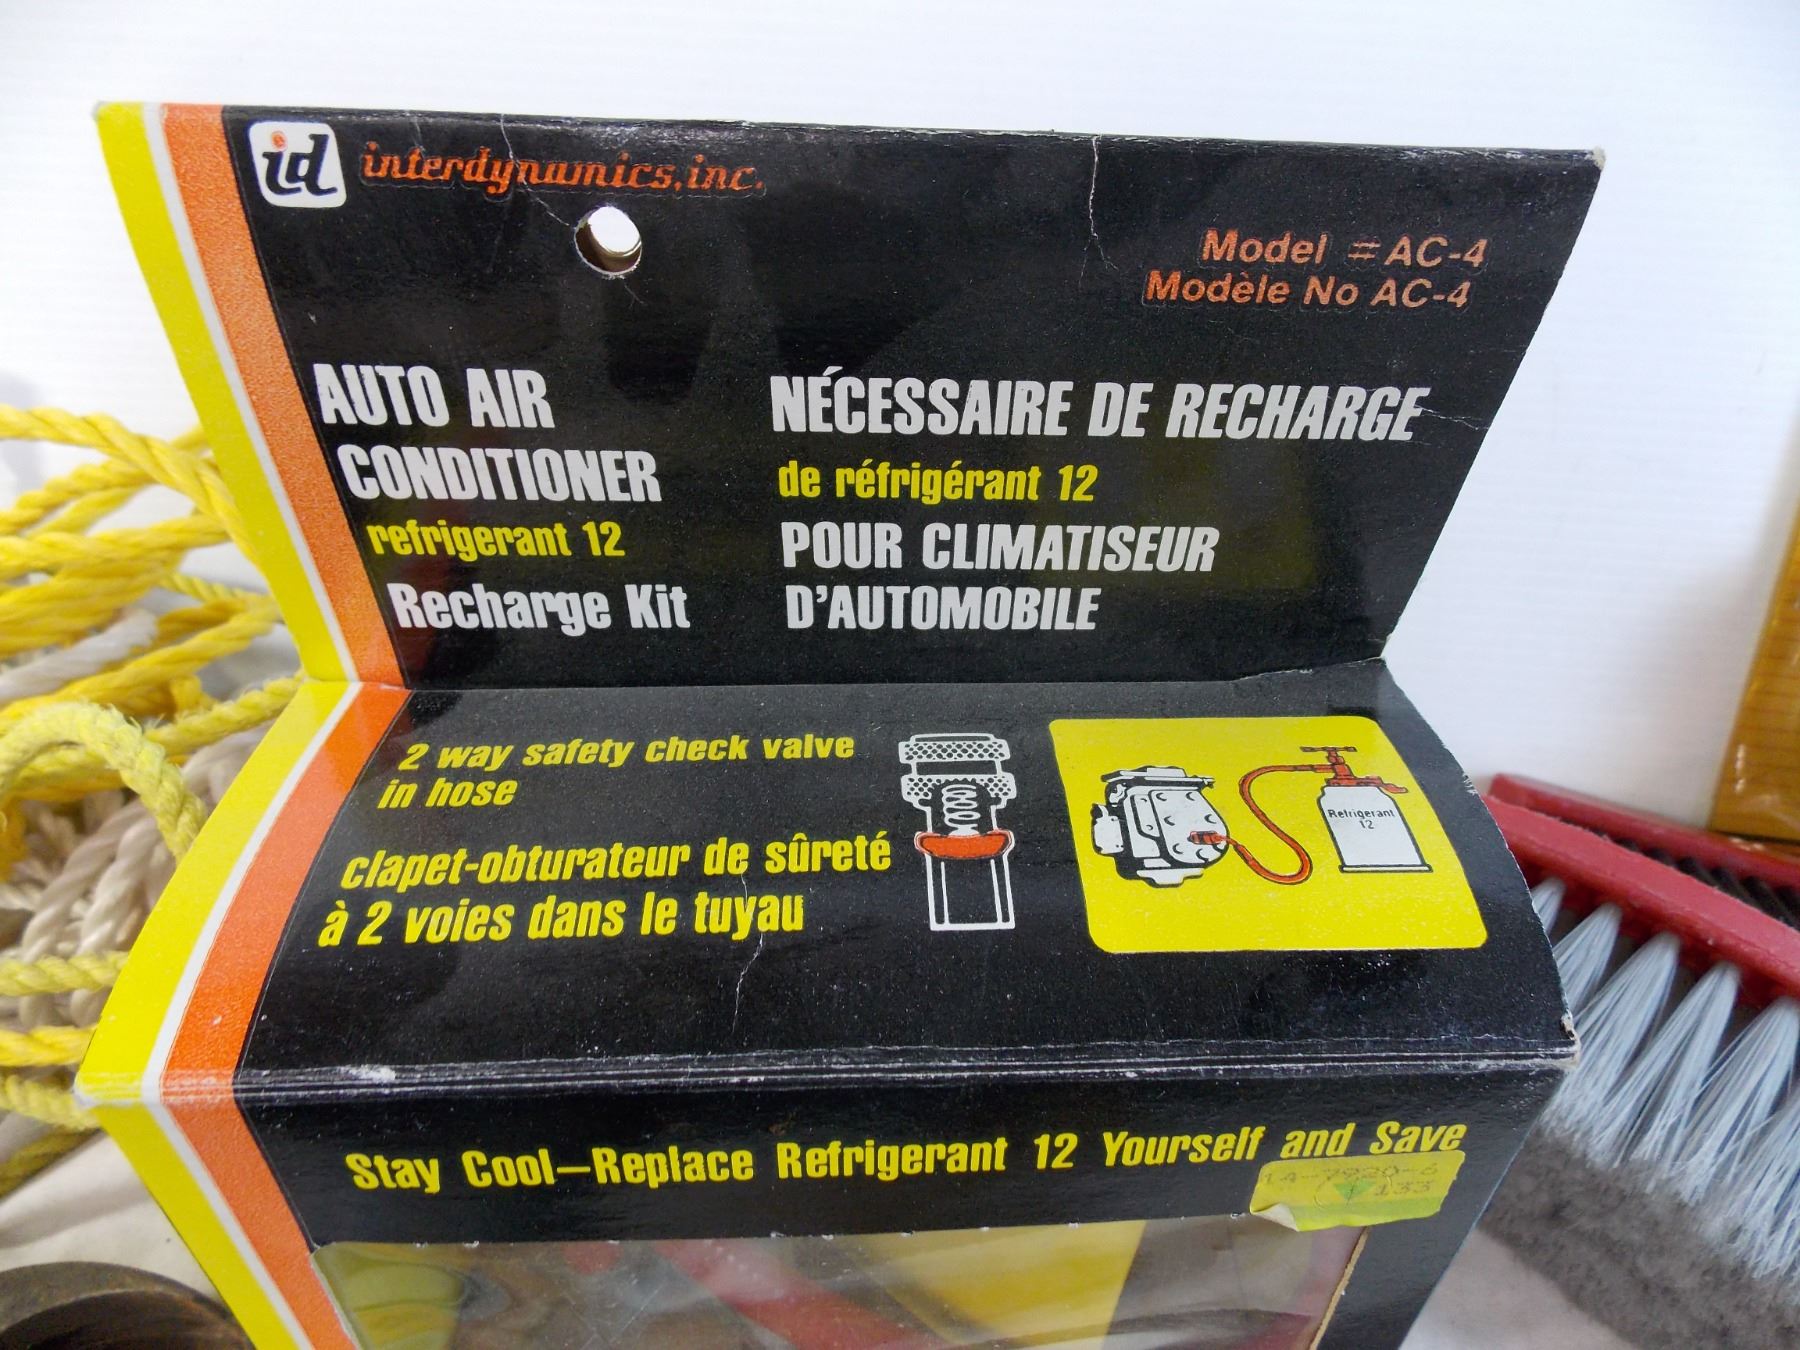 id interdynamics, inc.
Model = AC-4
Modèle No AC-4
AUTO AIR
CONDITIONER
refrigerant 12
Recharge Kit
NÉCESSAIRE DE RECHARGE
de réfrigérant 12
POUR CLIMATISEUR
D'AUTOMOBILE
2 way safety check valve
in hose
clapet-obturateur de sûreté
à 2 voies dans le tuyau
Refrigerant
12
Stay Cool—Replace Refrigerant 12 Yourself and Save
133